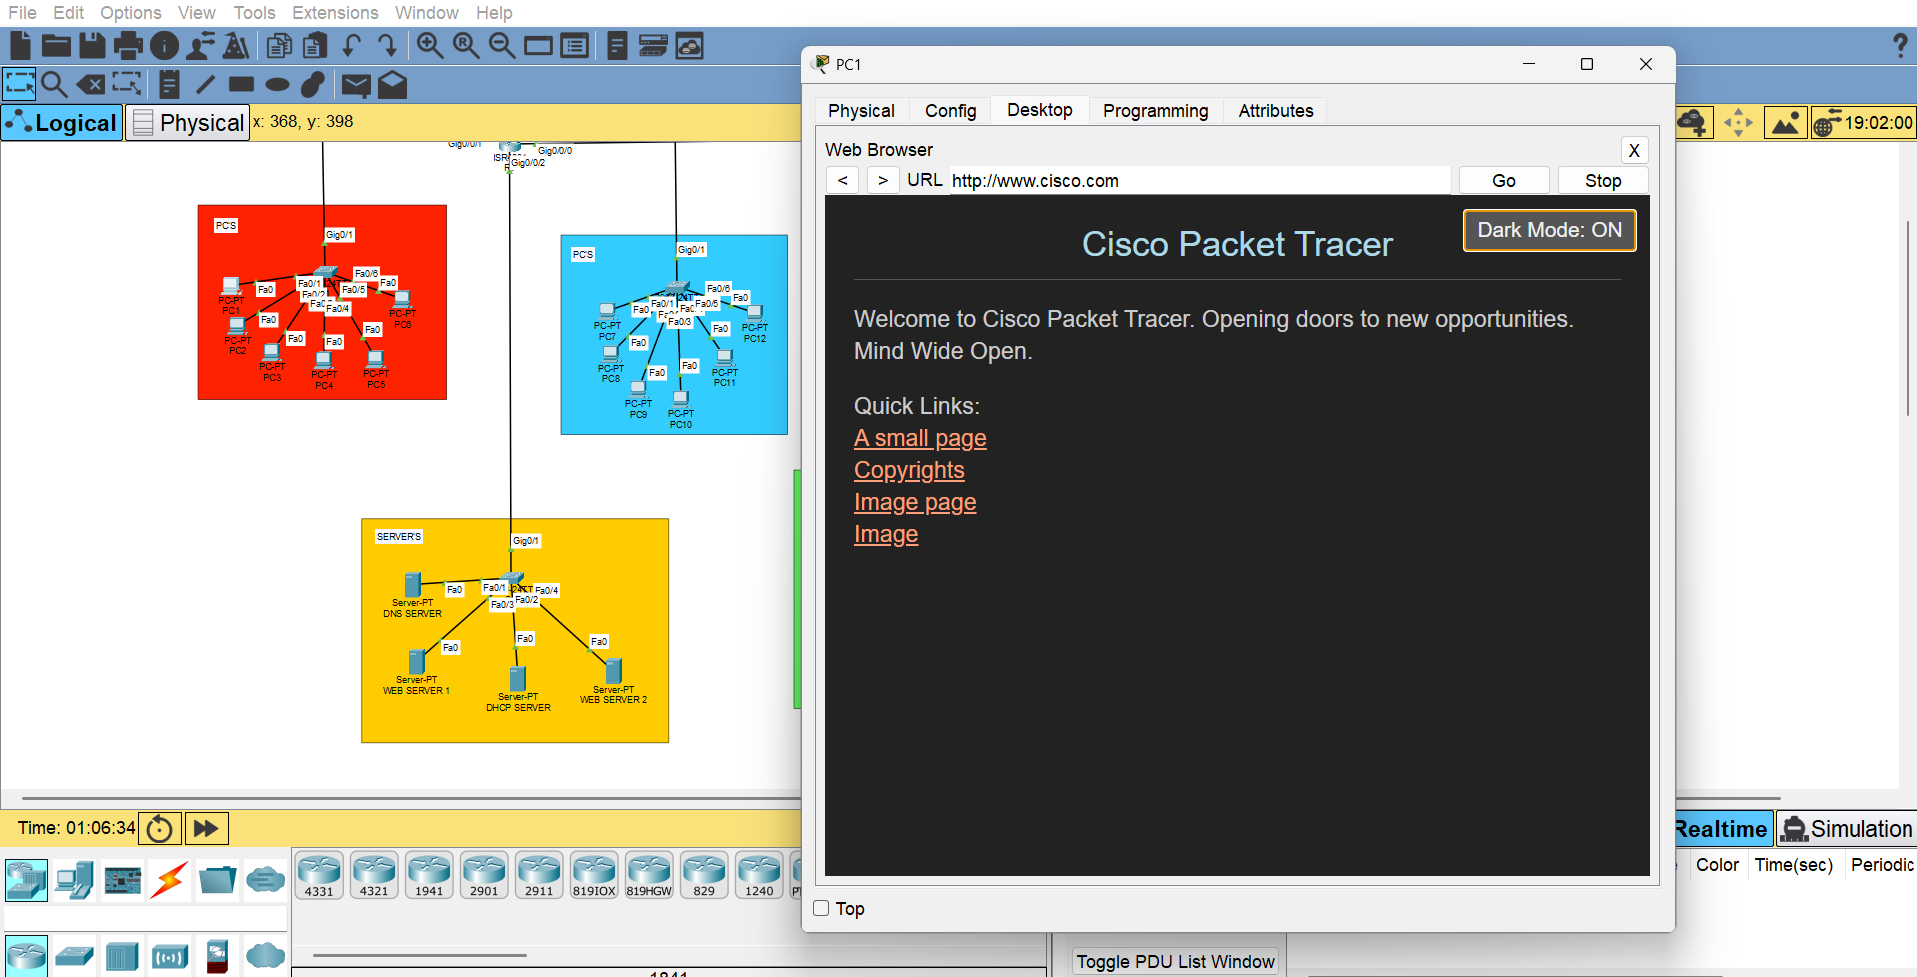 File Edit Options View Tools Extensions Window Help
Logical Physical x: 368, y: 398
19:02:00
Gig0/0/1
Gig0/0/0
Gig0/0/2
PC'S
Gig0/1
Fa0/6
Fa0
Fa0/1
Fa0
Fa0/5
Fa0/2
Fa0/4
PC-PT
PC1
PC-PT
PC6
Fa0
Fa0
PC-PT
PC2
Fa0
Fa0
PC-PT
PC3
PC-PT
PC4
PC-PT
PC5
PC'S
Gig0/1
Fa0/6
Fa0
Fa0/1
Fa0/5
Fa0
Fa0/3
PC-PT
PC7
Fa0
PC-PT
PC12
Fa0
PC-PT
PC8
Fa0
Fa0
PC-PT
PC11
PC-PT
PC9
PC-PT
PC10
SERVER'S
Gig0/1
Fa0
Fa0/1
Fa0/4
Fa0/3
Fa0/2
Server-PT
DNS SERVER
Fa0
Fa0
Fa0
Server-PT
WEB SERVER 1
Server-PT
DHCP SERVER
Server-PT
WEB SERVER 2
PC1
Physical Config Desktop Programming Attributes
Web Browser X
< > URL http://www.cisco.com Go Stop
Dark Mode: ON
Cisco Packet Tracer
Welcome to Cisco Packet Tracer. Opening doors to new opportunities.
Mind Wide Open.
Quick Links:
A small page
Copyrights
Image page
Image
Top
Time: 01:06:34
Realtime Simulation
Color Time(sec) Periodic
4331 4321 1941 2901 2911 819IOX 819HGW 829 1240
Toggle PDU List Window
1841